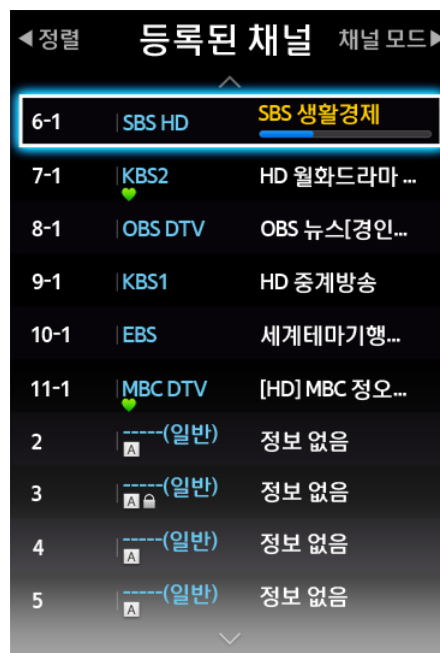 ◀정렬 등록된 채널 채널 모드▶
6-1 SBS HD SBS 생활경제
7-1 KBS2 HD 월화드라마 ...
8-1 OBS DTV OBS 뉴스[경인...
9-1 KBS1 HD 중계방송
10-1 EBS 세계테마기행...
11-1 MBC DTV [HD] MBC 정오...
2 -----(일반) 정보 없음
A
3 -----(일반) 정보 없음
A
4 -----(일반) 정보 없음
A
5 -----(일반) 정보 없음
A